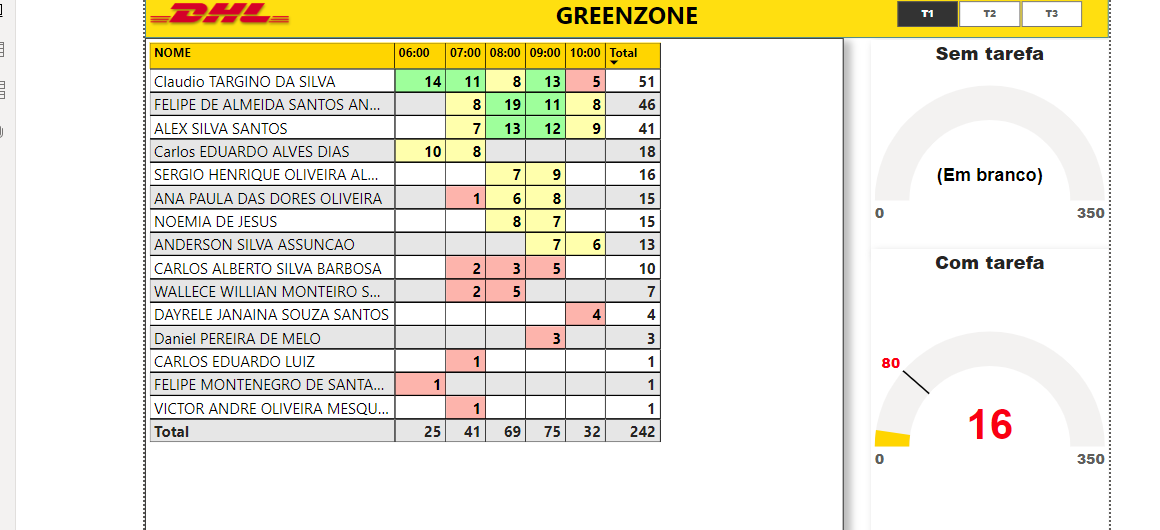 DHL GREENZONE T1 T2 T3
NOME 06:00 07:00 08:00 09:00 10:00 Total
Claudio TARGINO DA SILVA 14 11 8 13 5 51
FELIPE DE ALMEIDA SANTOS AN... 8 19 11 8 46
ALEX SILVA SANTOS 7 13 12 9 41
Carlos EDUARDO ALVES DIAS 10 8 18
SERGIO HENRIQUE OLIVEIRA AL... 7 9 16
ANA PAULA DAS DORES OLIVEIRA 1 6 8 15
NOEMIA DE JESUS 8 7 15
ANDERSON SILVA ASSUNCAO 7 6 13
CARLOS ALBERTO SILVA BARBOSA 2 3 5 10
WALLECE WILLIAN MONTEIRO S... 2 5 7
DAYRELE JANAINA SOUZA SANTOS 4 4
Daniel PEREIRA DE MELO 3 3
CARLOS EDUARDO LUIZ 1 1
FELIPE MONTENEGRO DE SANTA... 1 1
VICTOR ANDRE OLIVEIRA MESQU... 1 1
Total 25 41 69 75 32 242
Sem tarefa
(Em branco)
0 350
Com tarefa
80
16
0 350